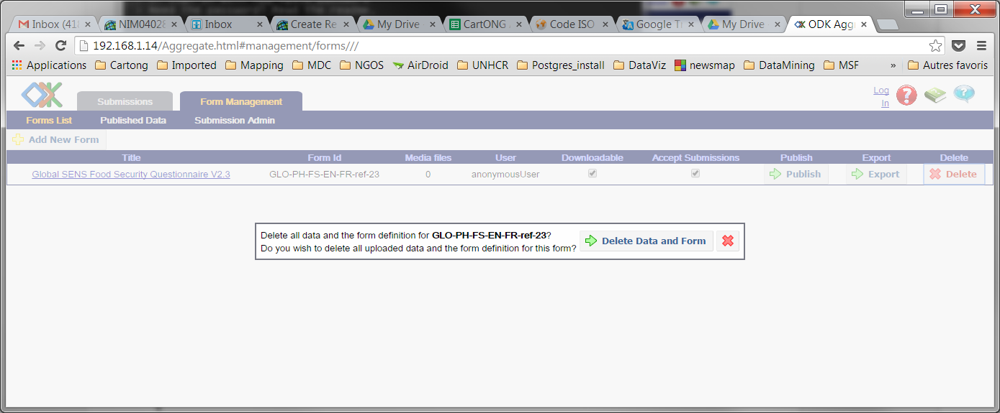 Inbox (418
NIM04028
Inbox
Create Re
My Drive
CartONG
Code ISO
Google Tr
My Drive
ODK Aggr
192.168.1.14/Aggregate.html#management/forms///
Applications Cartong Imported Mapping MDC NGOS AirDroid UNHCR Postgres_install DataViz newsmap DataMining MSF » Autres favoris
Submissions Form Management
Log In
Forms List Published Data Submission Admin
Add New Form
Title Form Id Media files User Downloadable Accept Submissions Publish Export Delete
Global SENS Food Security Questionnaire V2.3 GLO-PH-FS-EN-FR-ref-23 0 anonymousUser Publish Export Delete
Delete all data and the form definition for GLO-PH-FS-EN-FR-ref-23?
Do you wish to delete all uploaded data and the form definition for this form?
Delete Data and Form